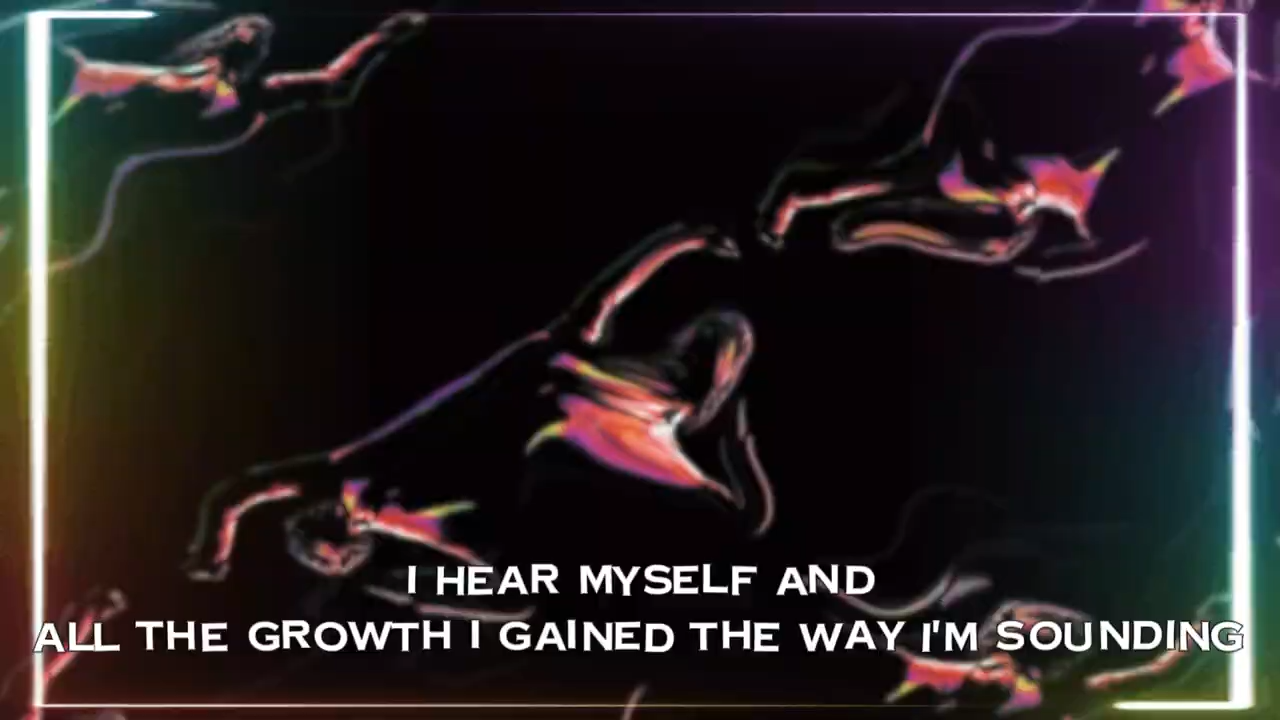 I HEAR MYSELF AND
ALL THE GROWTH I GAINED THE WAY I'M SOUNDING